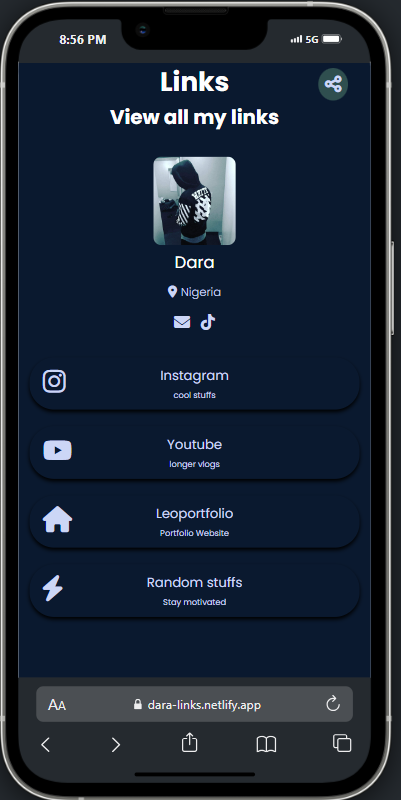 8:56 PM
5G
Links
View all my links
Dara
Nigeria
Instagram
cool stuffs
Youtube
longer vlogs
Leoportfolio
Portfolio Website
Random stuffs
Stay motivated
AA
dara-links.netlify.app